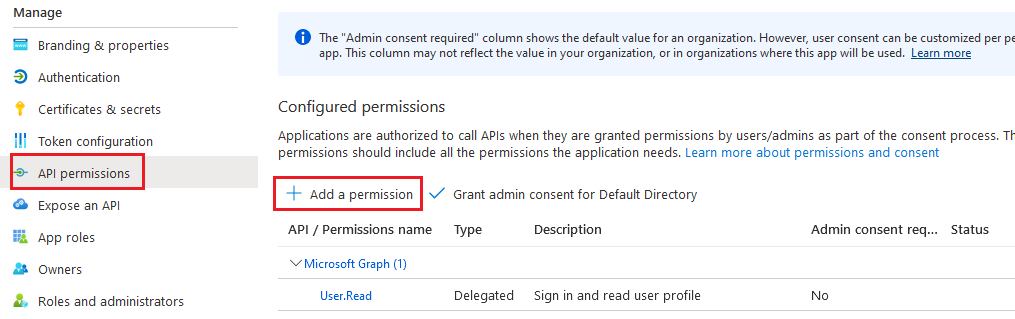 Manage
Branding & properties
Authentication
Certificates & secrets
Token configuration
API permissions
Expose an API
App roles
Owners
Roles and administrators
The "Admin consent required" column shows the default value for an organization. However, user consent can be customized per pe
app. This column may not reflect the value in your organization, or in organizations where this app will be used. Learn more
Configured permissions
Applications are authorized to call APIs when they are granted permissions by users/admins as part of the consent process. Th
permissions should include all the permissions the application needs. Learn more about permissions and consent
Add a permission Grant admin consent for Default Directory
API / Permissions name Type Description Admin consent req... Status
Microsoft Graph (1)
User.Read Delegated Sign in and read user profile No